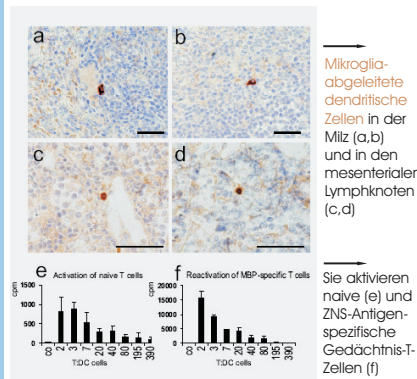 a
b
c
d
Mikroglia-
abgeleitete
dendritische
Zellen in der
Milz (a,b)
und in den
mesenterialer
Lymphknoten
(c,d)
e Activation of naive T cells
cpm
1500
1000
500
0
co 2 3 7 20 40 80 195 390
T:DC cells
f Reactivation of MBP-specific T cells
cpm
20000
15000
10000
5000
0
co 2 3 7 20 40 80 195 390
T:DC cells
Sie aktivieren
naive (e) und
ZNS-Antigen-
spezifische
Gedächtnis-T-
Zellen (f)